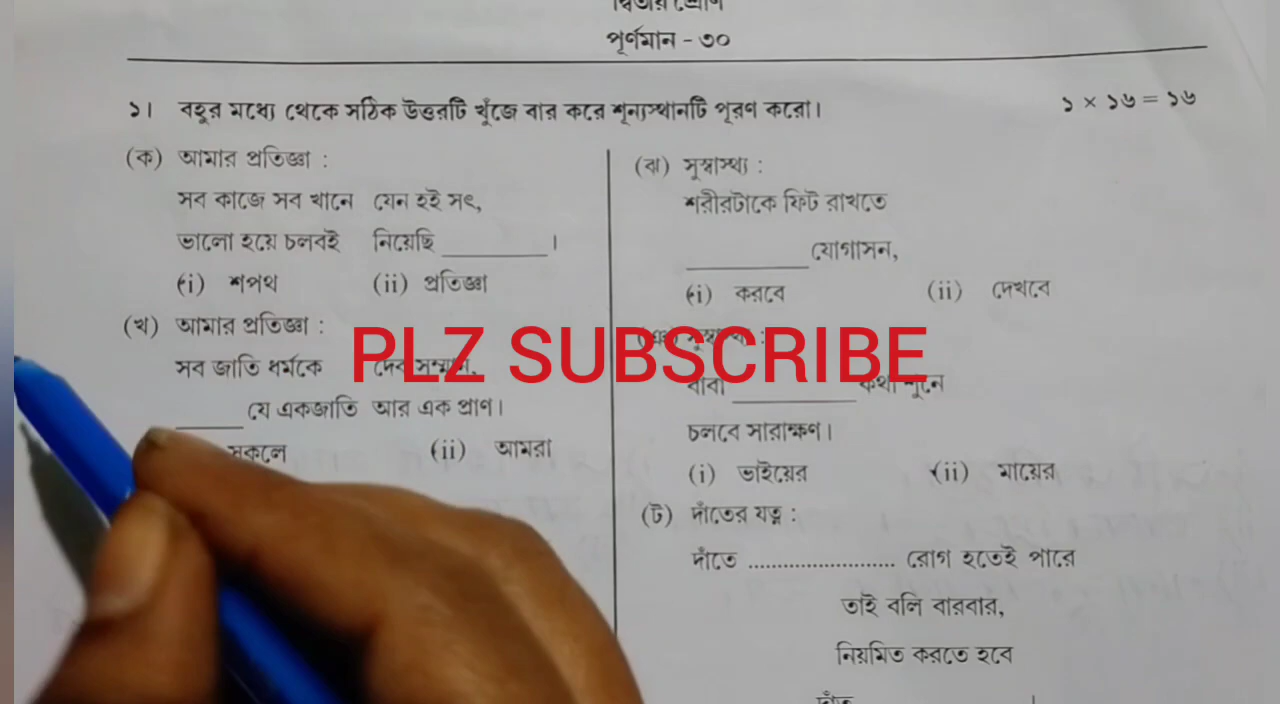 দ্বিতীয় শ্রেণি
পূর্ণমান - ৩০
১। বহুর মধ্যে থেকে সঠিক উত্তরটি খুঁজে বার করে শূন্যস্থানটি পূরণ করো। ১ × ১৬ = ১৬
(ক) আমার প্রতিজ্ঞা :
সব কাজে সব খানে যেন হই সৎ,
ভালো হয়ে চলবই নিয়েছি ________ ।
(i) শপথ (ii) প্রতিজ্ঞা
(খ) আমার প্রতিজ্ঞা :
সব জাতি ধর্মকে দেব সম্মান,
_____ যে একজাতি আর এক প্রাণ।
সকলে (ii) আমরা
(ঝ) সুস্বাস্থ্য :
শরীরটাকে ফিট রাখতে
_________ যোগাসন,
(i) করবে (ii) দেখবে
(ঞ) সুস্বাস্থ্য :
বাবা _________ কথা শুনে
চলবে সারাক্ষণ।
(i) ভাইয়ের (ii) মায়ের
(ট) দাঁতের যত্ন :
দাঁতে ........................ রোগ হতেই পারে
তাই বলি বারবার,
নিয়মিত করতে হবে
দাঁত ।
PLZ SUBSCRIBE